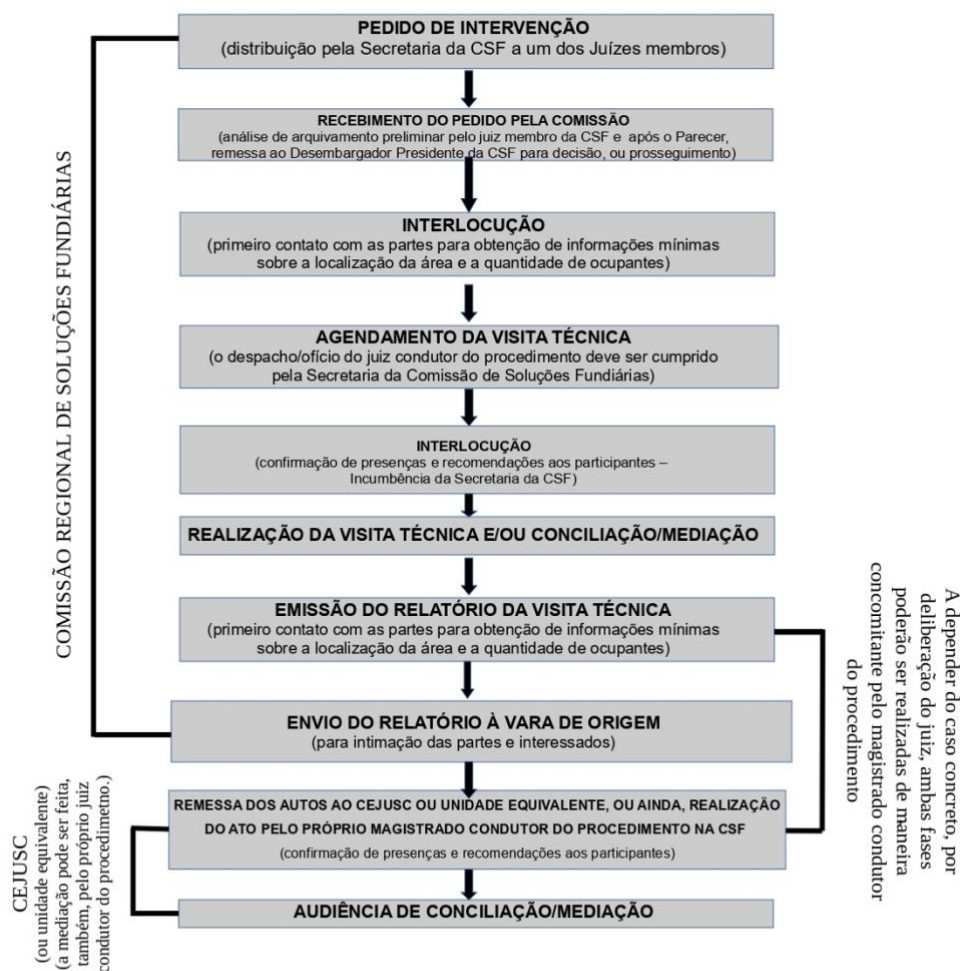 PEDIDO DE INTERVENÇÃO
(distribuição pela Secretaria da CSF a um dos Juízes membros)
RECEBIMENTO DO PEDIDO PELA COMISSÃO
(análise de arquivamento preliminar pelo juiz membro da CSF e após o Parecer,
remessa ao Desembargador Presidente da CSF para decisão, ou prosseguimento)
INTERLOCUÇÃO
(primeiro contato com as partes para obtenção de informações mínimas
sobre a localização da área e a quantidade de ocupantes)
AGENDAMENTO DA VISITA TÉCNICA
(o despacho/ofício do juiz condutor do procedimento deve ser cumprido
pela Secretaria da Comissão de Soluções Fundiárias)
INTERLOCUÇÃO
(confirmação de presenças e recomendações aos participantes –
Incumbência da Secretaria da CSF)
REALIZAÇÃO DA VISITA TÉCNICA E/OU CONCILIAÇÃO/MEDIAÇÃO
EMISSÃO DO RELATÓRIO DA VISITA TÉCNICA
(primeiro contato com as partes para obtenção de informações mínimas
sobre a localização da área e a quantidade de ocupantes)
ENVIO DO RELATÓRIO À VARA DE ORIGEM
(para intimação das partes e interessados)
REMESSA DOS AUTOS AO CEJUSC OU UNIDADE EQUIVALENTE, OU AINDA, REALIZAÇÃO
DO ATO PELO PRÓPRIO MAGISTRADO CONDUTOR DO PROCEDIMENTO NA CSF
(confirmação de presenças e recomendações aos participantes)
AUDIÊNCIA DE CONCILIAÇÃO/MEDIAÇÃO
COMISSÃO REGIONAL DE SOLUÇÕES FUNDIÁRIAS
CEJUSC
(ou unidade equivalente)
(a mediação pode ser feita,
também, pelo próprio juiz
condutor do procedimetno.)
A depender do caso concreto, por
deliberação do juiz, ambas fases
poderão ser realizadas de maneira
concomitante pelo magistrado condutor
do procedimento